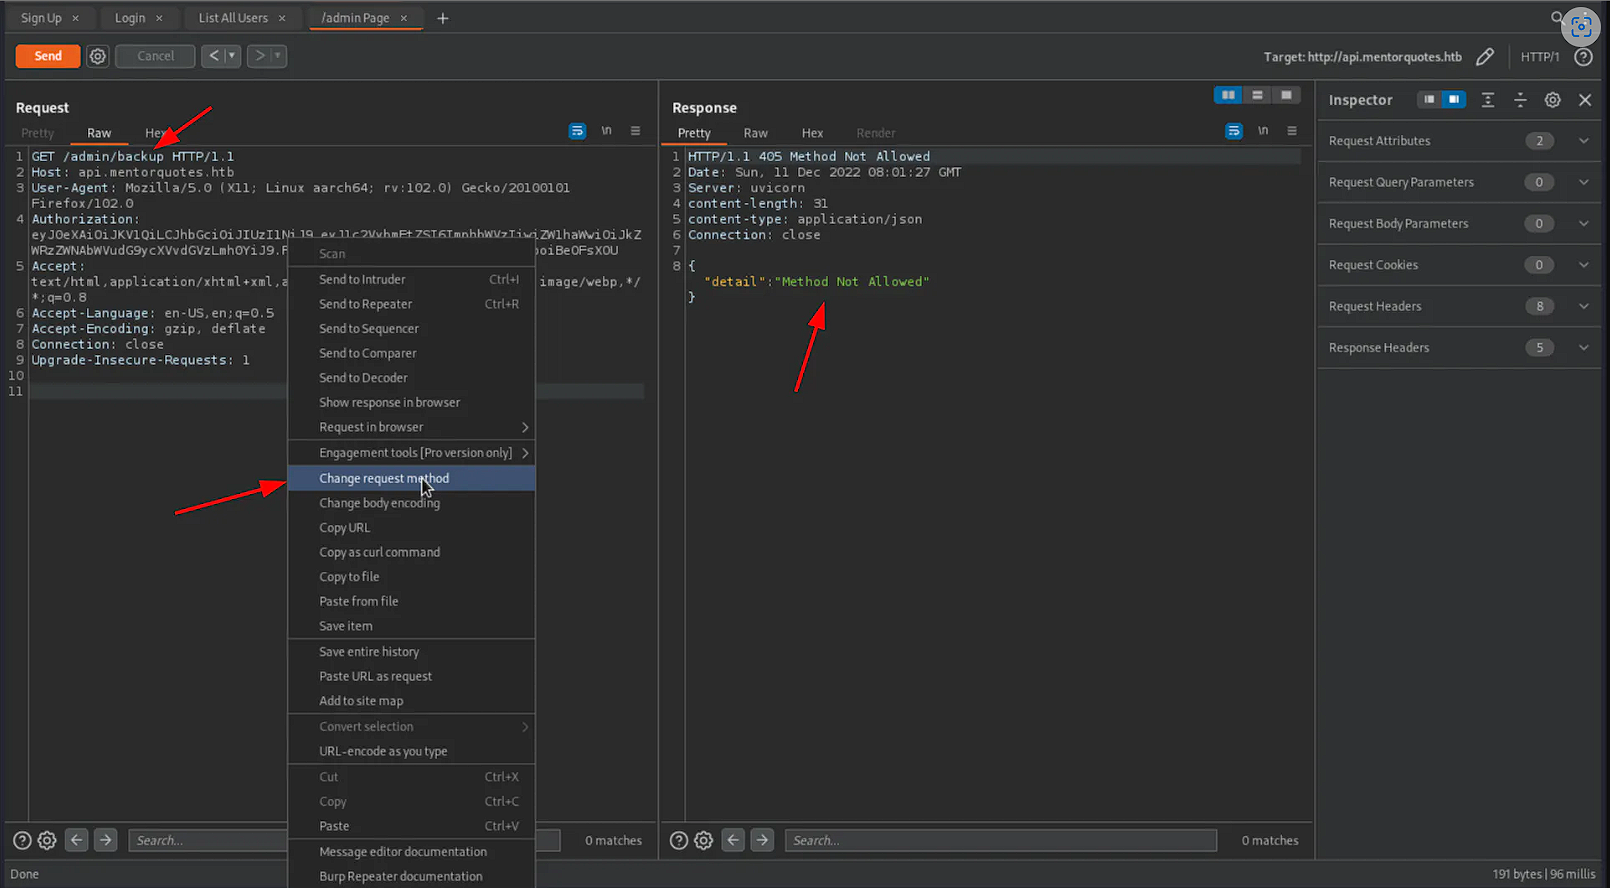 Sign Up ×
Login ×
List All Users ×
/admin Page ×
+
Send
Cancel
<
>
Target: http://api.mentorquotes.htb
HTTP/1
?
Request
Pretty
Raw
Hex
\n
1 GET /admin/backup HTTP/1.1
2 Host: api.mentorquotes.htb
3 User-Agent: Mozilla/5.0 (X11; Linux aarch64; rv:102.0) Gecko/20100101
Firefox/102.0
4 Authorization:
5 Accept:
text/html,application/xhtml+xml,a
image/webp,*/
*;q=0.8
6 Accept-Language: en-US,en;q=0.5
7 Accept-Encoding: gzip, deflate
8 Connection: close
9 Upgrade-Insecure-Requests: 1
10
11
Scan
Send to Intruder Ctrl+I
Send to Repeater Ctrl+R
Send to Sequencer
Send to Comparer
Send to Decoder
Show response in browser
Request in browser >
Engagement tools [Pro version only] >
Change request method
Change body encoding
Copy URL
Copy as curl command
Copy to file
Paste from file
Save item
Save entire history
Paste URL as request
Add to site map
Convert selection >
URL-encode as you type
Cut Ctrl+X
Copy Ctrl+C
Paste Ctrl+V
Message editor documentation
Burp Repeater documentation
Search...
0 matches
Response
Pretty
Raw
Hex
Render
\n
1 HTTP/1.1 405 Method Not Allowed
2 Date: Sun, 11 Dec 2022 08:01:27 GMT
3 Server: uvicorn
4 content-length: 31
5 content-type: application/json
6 Connection: close
7
8 {
"detail":"Method Not Allowed"
}
Search...
0 matches
Inspector
Request Attributes 2
Request Query Parameters 0
Request Body Parameters 0
Request Cookies 0
Request Headers 8
Response Headers 5
Done
191 bytes | 96 millis